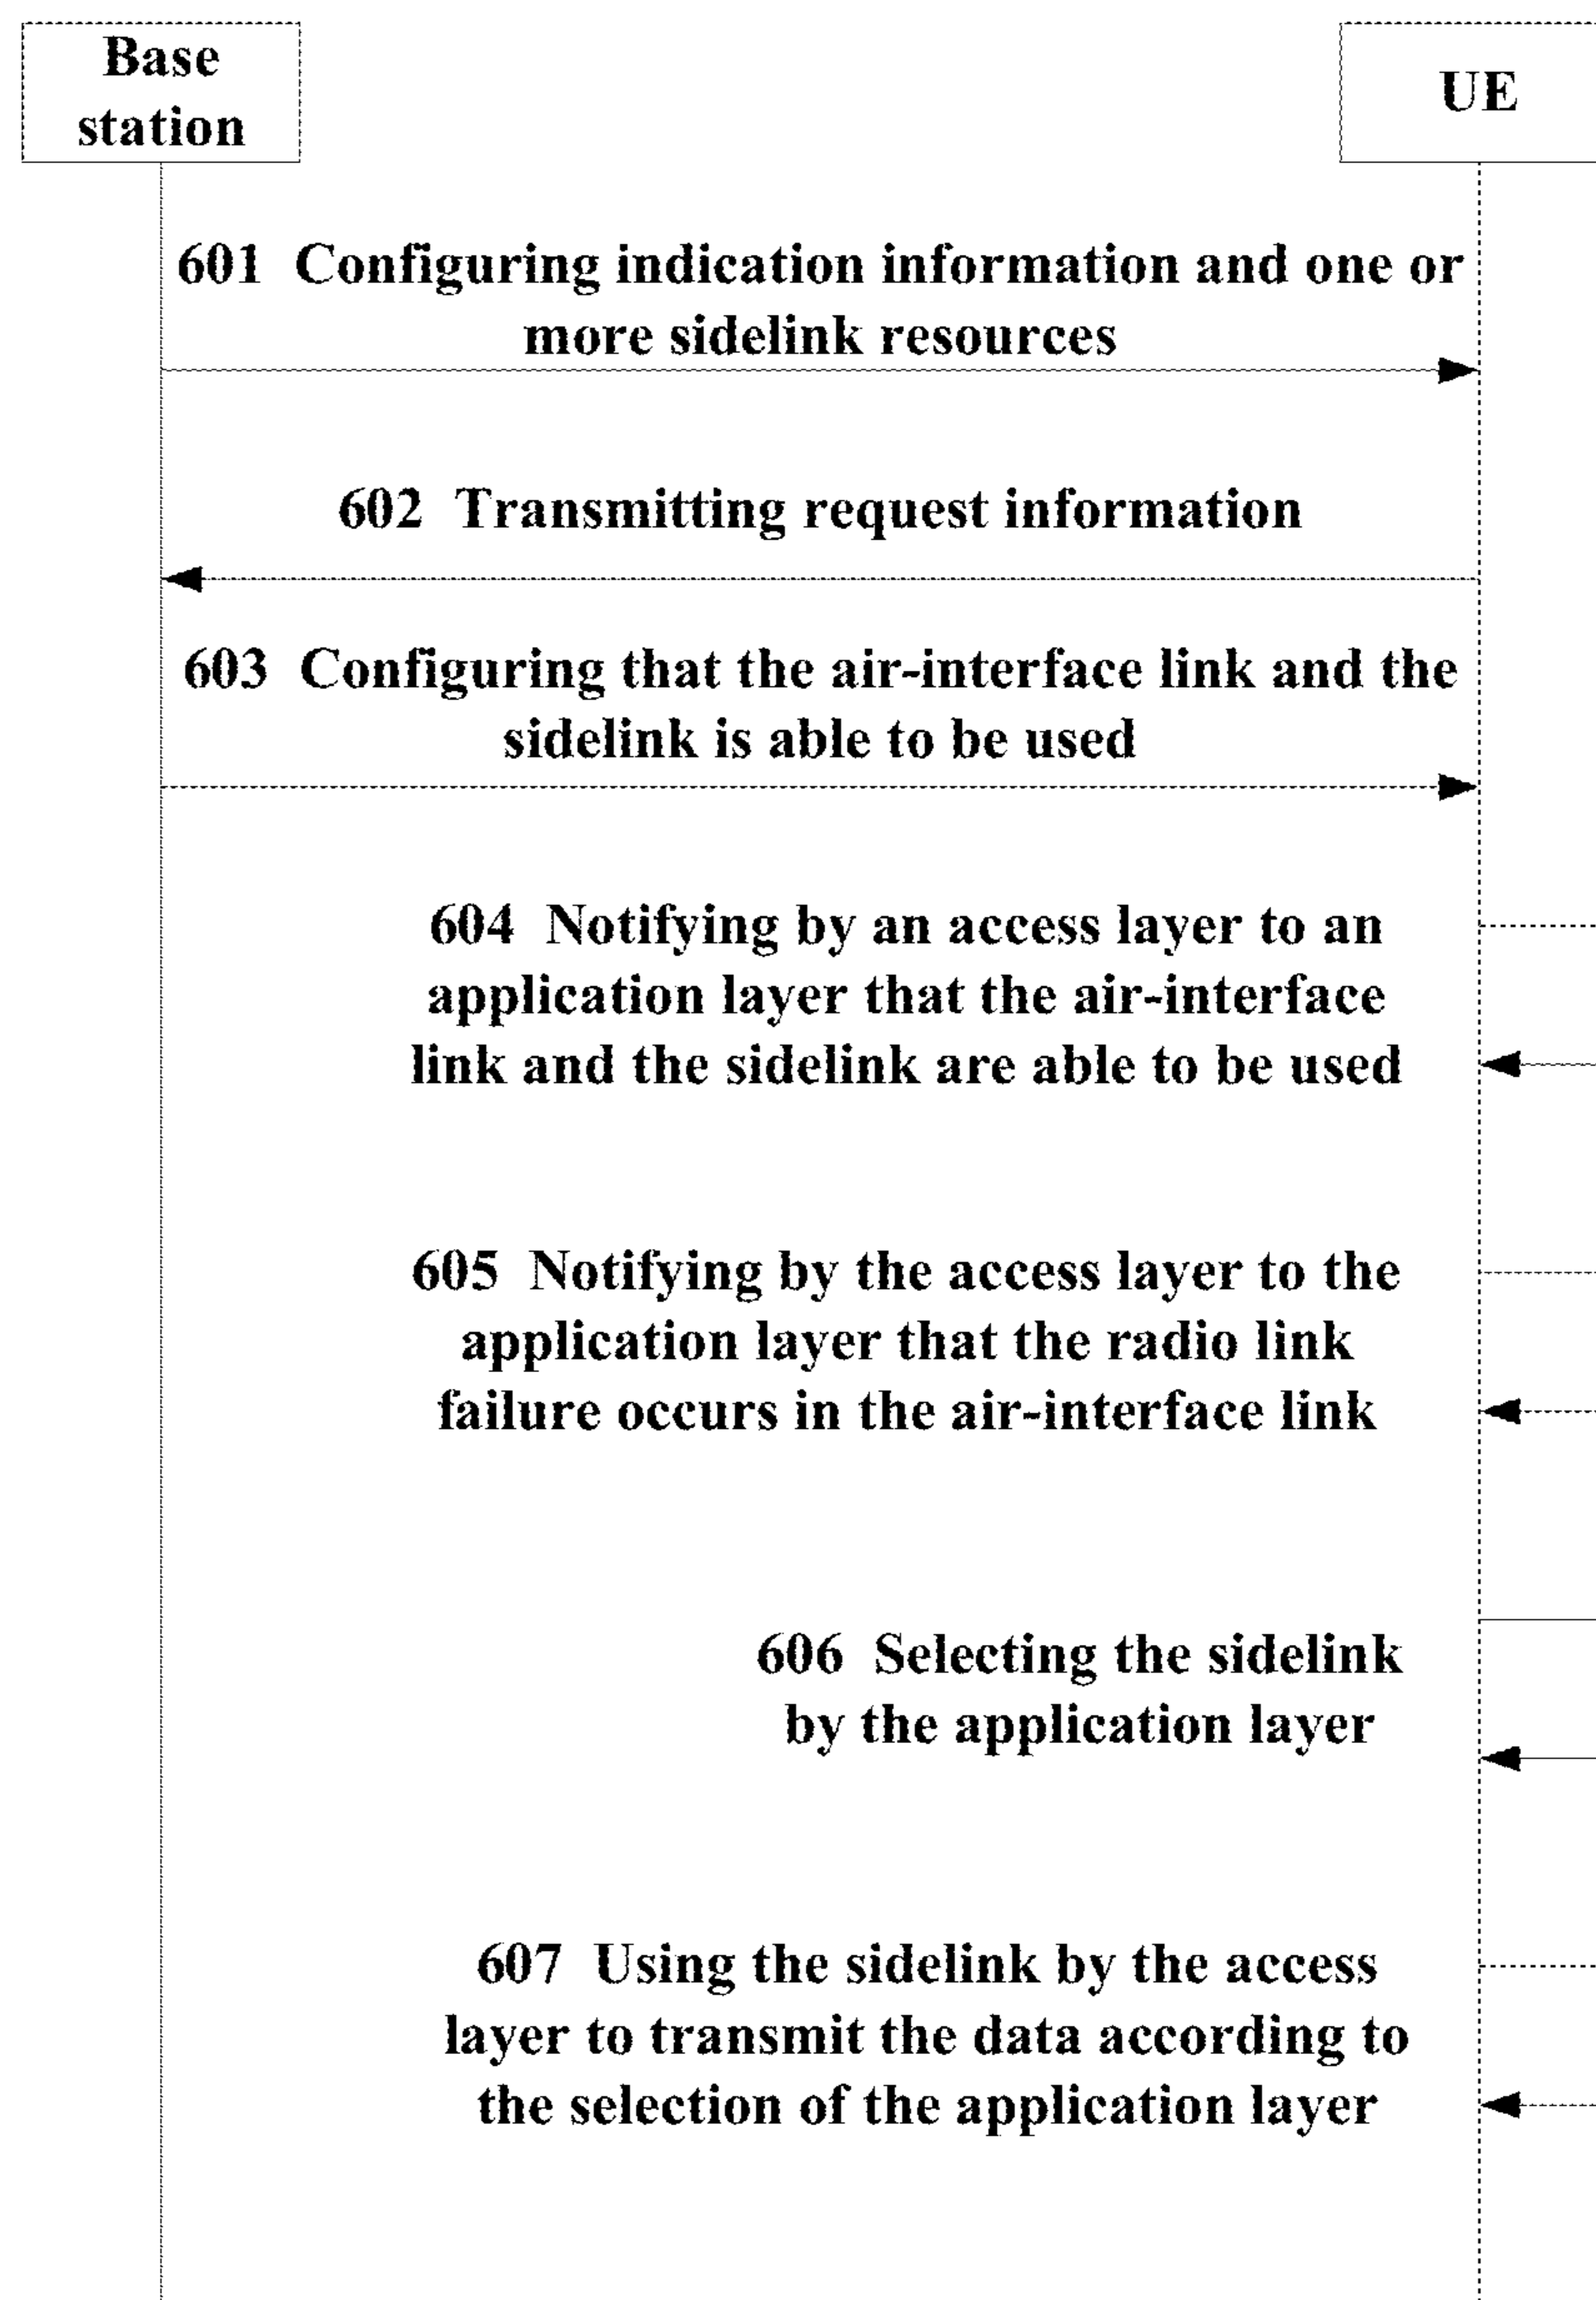 Base
station
UE
601 Configuring indication information and one or
more sidelink resources
602 Transmitting request information
603 Configuring that the air-interface link and the
sidelink is able to be used
604 Notifying by an access layer to an
application layer that the air-interface
link and the sidelink are able to be used
605 Notifying by the access layer to the
application layer that the radio link
failure occurs in the air-interface link
606 Selecting the sidelink
by the application layer
607 Using the sidelink by the access
layer to transmit the data according to
the selection of the application layer